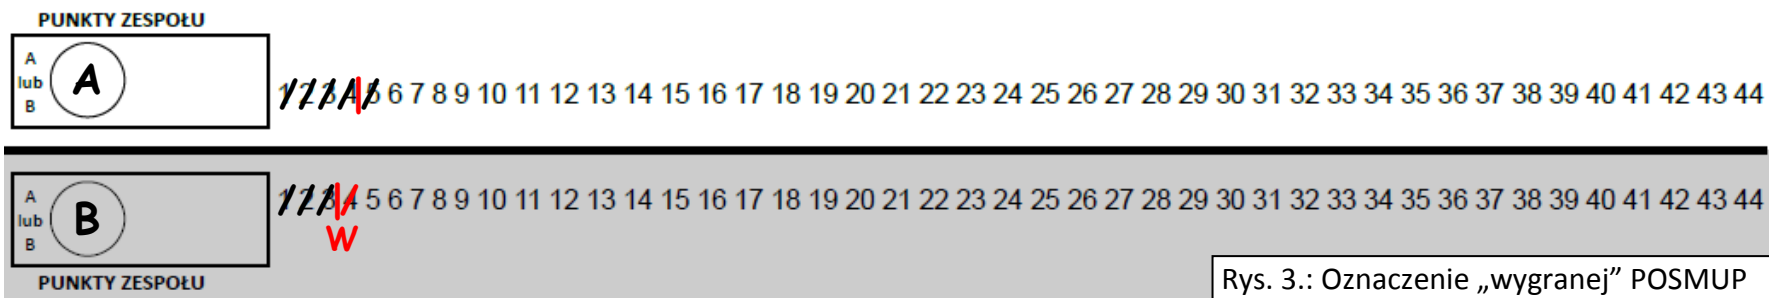 PUNKTY ZESPOŁU
A
lub
B
A
1 2 3 4 5 6 7 8 9 10 11 12 13 14 15 16 17 18 19 20 21 22 23 24 25 26 27 28 29 30 31 32 33 34 35 36 37 38 39 40 41 42 43 44
A
lub
B
B
1 2 3 4 5 6 7 8 9 10 11 12 13 14 15 16 17 18 19 20 21 22 23 24 25 26 27 28 29 30 31 32 33 34 35 36 37 38 39 40 41 42 43 44
W
PUNKTY ZESPOŁU
Rys. 3.: Oznaczenie „wygranej” POSMUP